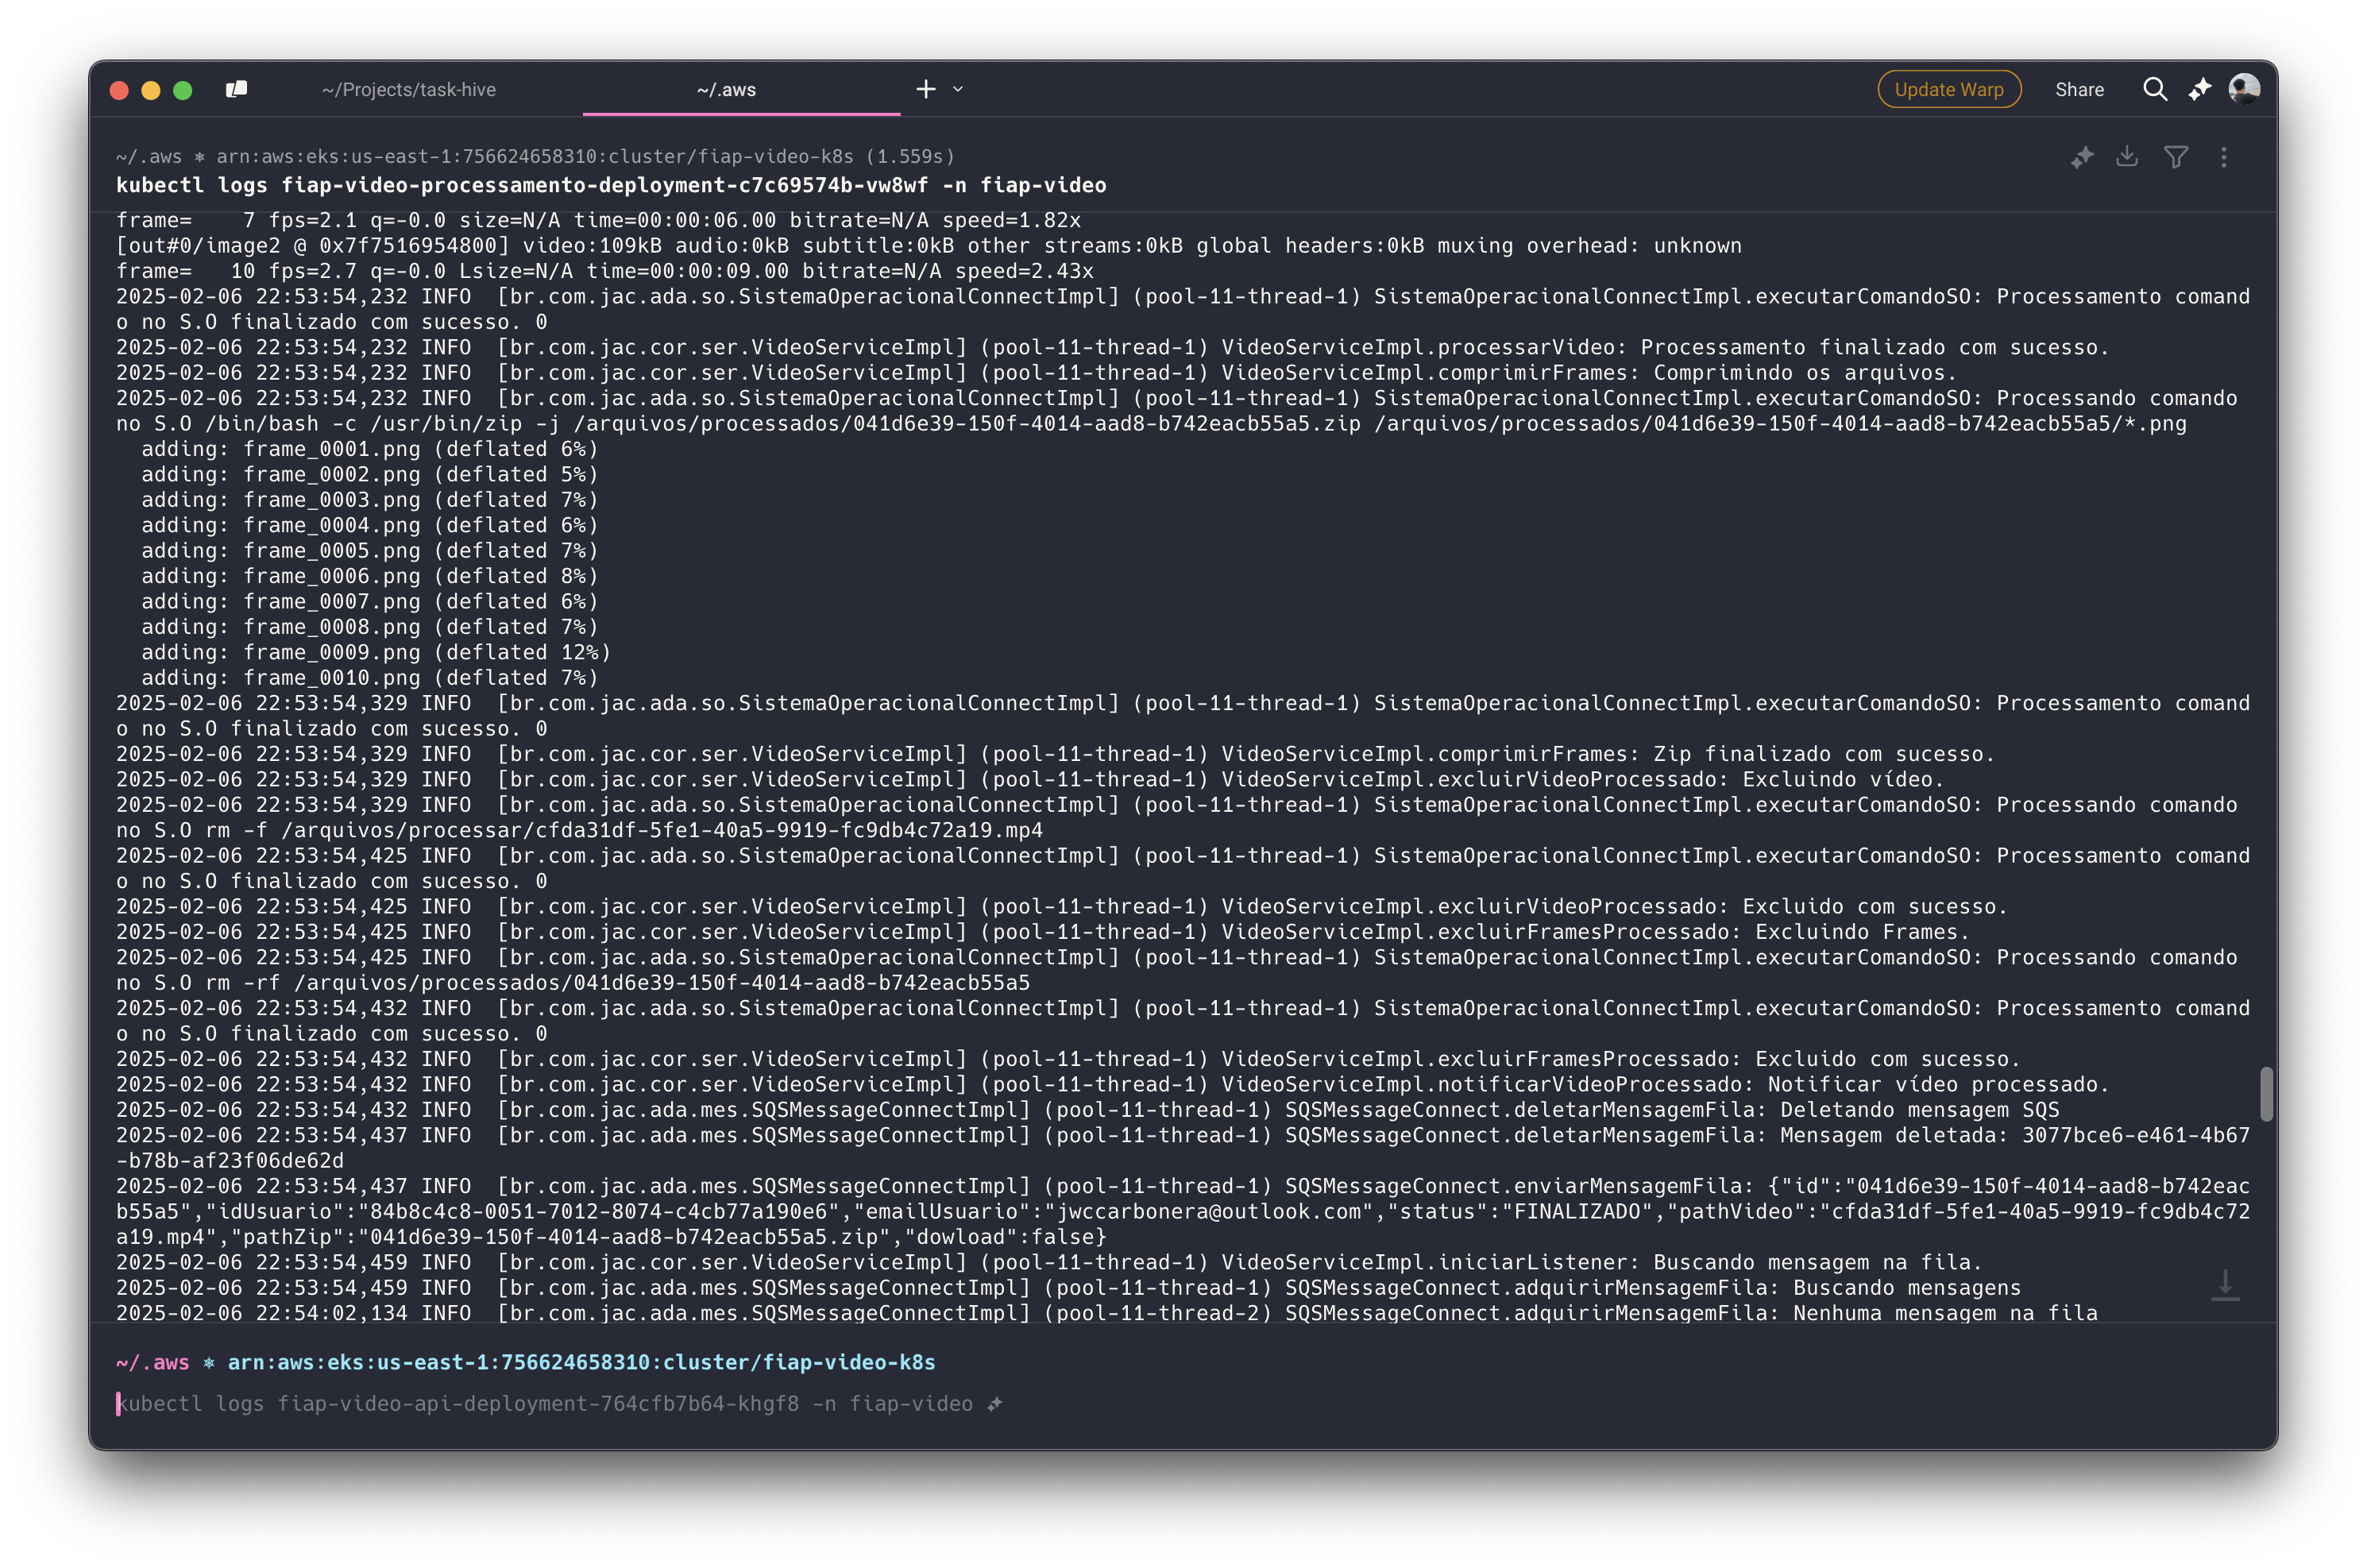 ~/Projects/task-hive
~/.aws
Update Warp
Share
~/.aws ⎈ arn:aws:eks:us-east-1:756624658310:cluster/fiap-video-k8s (1.559s)
kubectl logs fiap-video-processamento-deployment-c7c69574b-vw8wf -n fiap-video
frame=    7 fps=2.1 q=-0.0 size=N/A time=00:00:06.00 bitrate=N/A speed=1.82x
[out#0/image2 @ 0x7f7516954800] video:109kB audio:0kB subtitle:0kB other streams:0kB global headers:0kB muxing overhead: unknown
frame=   10 fps=2.7 q=-0.0 Lsize=N/A time=00:00:09.00 bitrate=N/A speed=2.43x
2025-02-06 22:53:54,232 INFO  [br.com.jac.ada.so.SistemaOperacionalConnectImpl] (pool-11-thread-1) SistemaOperacionalConnectImpl.executarComandoSO: Processamento comand
o no S.O finalizado com sucesso. 0
2025-02-06 22:53:54,232 INFO  [br.com.jac.cor.ser.VideoServiceImpl] (pool-11-thread-1) VideoServiceImpl.processarVideo: Processamento finalizado com sucesso.
2025-02-06 22:53:54,232 INFO  [br.com.jac.cor.ser.VideoServiceImpl] (pool-11-thread-1) VideoServiceImpl.comprimirFrames: Comprimindo os arquivos.
2025-02-06 22:53:54,232 INFO  [br.com.jac.ada.so.SistemaOperacionalConnectImpl] (pool-11-thread-1) SistemaOperacionalConnectImpl.executarComandoSO: Processando comando
no S.O /bin/bash -c /usr/bin/zip -j /arquivos/processados/041d6e39-150f-4014-aad8-b742eacb55a5.zip /arquivos/processados/041d6e39-150f-4014-aad8-b742eacb55a5/*.png
  adding: frame_0001.png (deflated 6%)
  adding: frame_0002.png (deflated 5%)
  adding: frame_0003.png (deflated 7%)
  adding: frame_0004.png (deflated 6%)
  adding: frame_0005.png (deflated 7%)
  adding: frame_0006.png (deflated 8%)
  adding: frame_0007.png (deflated 6%)
  adding: frame_0008.png (deflated 7%)
  adding: frame_0009.png (deflated 12%)
  adding: frame_0010.png (deflated 7%)
2025-02-06 22:53:54,329 INFO  [br.com.jac.ada.so.SistemaOperacionalConnectImpl] (pool-11-thread-1) SistemaOperacionalConnectImpl.executarComandoSO: Processamento comand
o no S.O finalizado com sucesso. 0
2025-02-06 22:53:54,329 INFO  [br.com.jac.cor.ser.VideoServiceImpl] (pool-11-thread-1) VideoServiceImpl.comprimirFrames: Zip finalizado com sucesso.
2025-02-06 22:53:54,329 INFO  [br.com.jac.cor.ser.VideoServiceImpl] (pool-11-thread-1) VideoServiceImpl.excluirVideoProcessado: Excluindo vídeo.
2025-02-06 22:53:54,329 INFO  [br.com.jac.ada.so.SistemaOperacionalConnectImpl] (pool-11-thread-1) SistemaOperacionalConnectImpl.executarComandoSO: Processando comando
no S.O rm -f /arquivos/processar/cfda31df-5fe1-40a5-9919-fc9db4c72a19.mp4
2025-02-06 22:53:54,425 INFO  [br.com.jac.ada.so.SistemaOperacionalConnectImpl] (pool-11-thread-1) SistemaOperacionalConnectImpl.executarComandoSO: Processamento comand
o no S.O finalizado com sucesso. 0
2025-02-06 22:53:54,425 INFO  [br.com.jac.cor.ser.VideoServiceImpl] (pool-11-thread-1) VideoServiceImpl.excluirVideoProcessado: Excluido com sucesso.
2025-02-06 22:53:54,425 INFO  [br.com.jac.cor.ser.VideoServiceImpl] (pool-11-thread-1) VideoServiceImpl.excluirFramesProcessado: Excluindo Frames.
2025-02-06 22:53:54,425 INFO  [br.com.jac.ada.so.SistemaOperacionalConnectImpl] (pool-11-thread-1) SistemaOperacionalConnectImpl.executarComandoSO: Processando comando
no S.O rm -rf /arquivos/processados/041d6e39-150f-4014-aad8-b742eacb55a5
2025-02-06 22:53:54,432 INFO  [br.com.jac.ada.so.SistemaOperacionalConnectImpl] (pool-11-thread-1) SistemaOperacionalConnectImpl.executarComandoSO: Processamento comand
o no S.O finalizado com sucesso. 0
2025-02-06 22:53:54,432 INFO  [br.com.jac.cor.ser.VideoServiceImpl] (pool-11-thread-1) VideoServiceImpl.excluirFramesProcessado: Excluido com sucesso.
2025-02-06 22:53:54,432 INFO  [br.com.jac.cor.ser.VideoServiceImpl] (pool-11-thread-1) VideoServiceImpl.notificarVideoProcessado: Notificar vídeo processado.
2025-02-06 22:53:54,432 INFO  [br.com.jac.ada.mes.SQSMessageConnectImpl] (pool-11-thread-1) SQSMessageConnect.deletarMensagemFila: Deletando mensagem SQS
2025-02-06 22:53:54,437 INFO  [br.com.jac.ada.mes.SQSMessageConnectImpl] (pool-11-thread-1) SQSMessageConnect.deletarMensagemFila: Mensagem deletada: 3077bce6-e461-4b67
-b78b-af23f06de62d
2025-02-06 22:53:54,437 INFO  [br.com.jac.ada.mes.SQSMessageConnectImpl] (pool-11-thread-1) SQSMessageConnect.enviarMensagemFila: {"id":"041d6e39-150f-4014-aad8-b742eac
b55a5","idUsuario":"84b8c4c8-0051-7012-8074-c4cb77a190e6","emailUsuario":"jwccarbonera@outlook.com","status":"FINALIZADO","pathVideo":"cfda31df-5fe1-40a5-9919-fc9db4c72
a19.mp4","pathZip":"041d6e39-150f-4014-aad8-b742eacb55a5.zip","dowload":false}
2025-02-06 22:53:54,459 INFO  [br.com.jac.cor.ser.VideoServiceImpl] (pool-11-thread-1) VideoServiceImpl.iniciarListener: Buscando mensagem na fila.
2025-02-06 22:53:54,459 INFO  [br.com.jac.ada.mes.SQSMessageConnectImpl] (pool-11-thread-1) SQSMessageConnect.adquirirMensagemFila: Buscando mensagens
2025-02-06 22:54:02,134 INFO  [br.com.jac.ada.mes.SQSMessageConnectImpl] (pool-11-thread-2) SQSMessageConnect.adquirirMensagemFila: Nenhuma mensagem na fila
~/.aws ⎈ arn:aws:eks:us-east-1:756624658310:cluster/fiap-video-k8s
kubectl logs fiap-video-api-deployment-764cfb7b64-khgf8 -n fiap-video